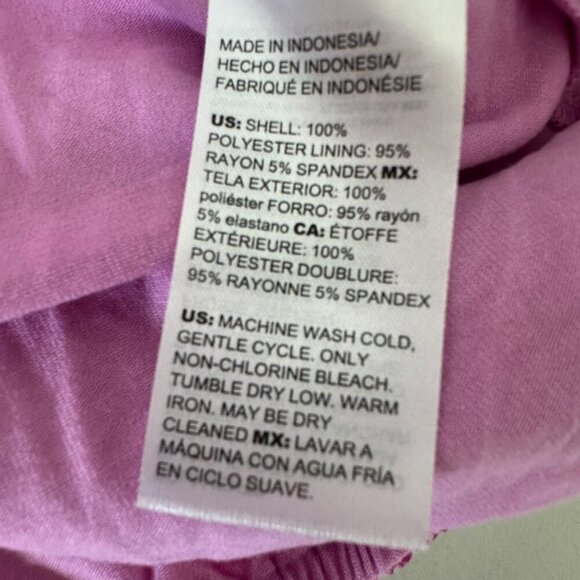 MADE IN INDONESIA/
HECHO EN INDONESIA/
FABRIQUÉ EN INDONÉSIE
US: SHELL: 100%
POLYESTER LINING: 95%
RAYON 5% SPANDEX MX:
TELA EXTERIOR: 100%
poliéster FORRO: 95% rayón
5% elastano CA: ÉTOFFE
EXTÉRIEURE: 100%
POLYESTER DOUBLURE:
95% RAYONNE 5% SPANDEX
US: MACHINE WASH COLD,
GENTLE CYCLE. ONLY
NON-CHLORINE BLEACH.
TUMBLE DRY LOW. WARM
IRON. MAY BE DRY
CLEANED MX: LAVAR A
MÁQUINA CON AGUA FRÍA
EN CICLO SUAVE.